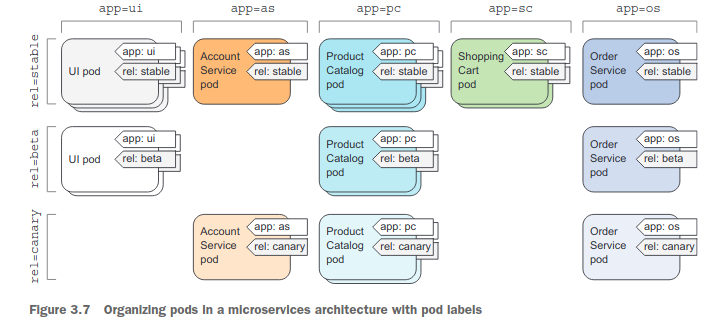 app=ui app=as app=pc app=sc app=os
rel=stable
UI pod
app: ui
rel: stable
Account
Service
pod
app: as
rel: stable
Product
Catalog
pod
app: pc
rel: stable
Shopping
Cart
pod
app: sc
rel: stable
Order
Service
pod
app: os
rel: stable
rel=beta
UI pod
app: ui
rel: beta
Product
Catalog
pod
app: pc
rel: beta
Order
Service
pod
app: os
rel: beta
rel=canary
Account
Service
pod
app: as
rel: canary
Product
Catalog
pod
app: pc
rel: canary
Order
Service
pod
app: os
rel: canary
Figure 3.7 Organizing pods in a microservices architecture with pod labels